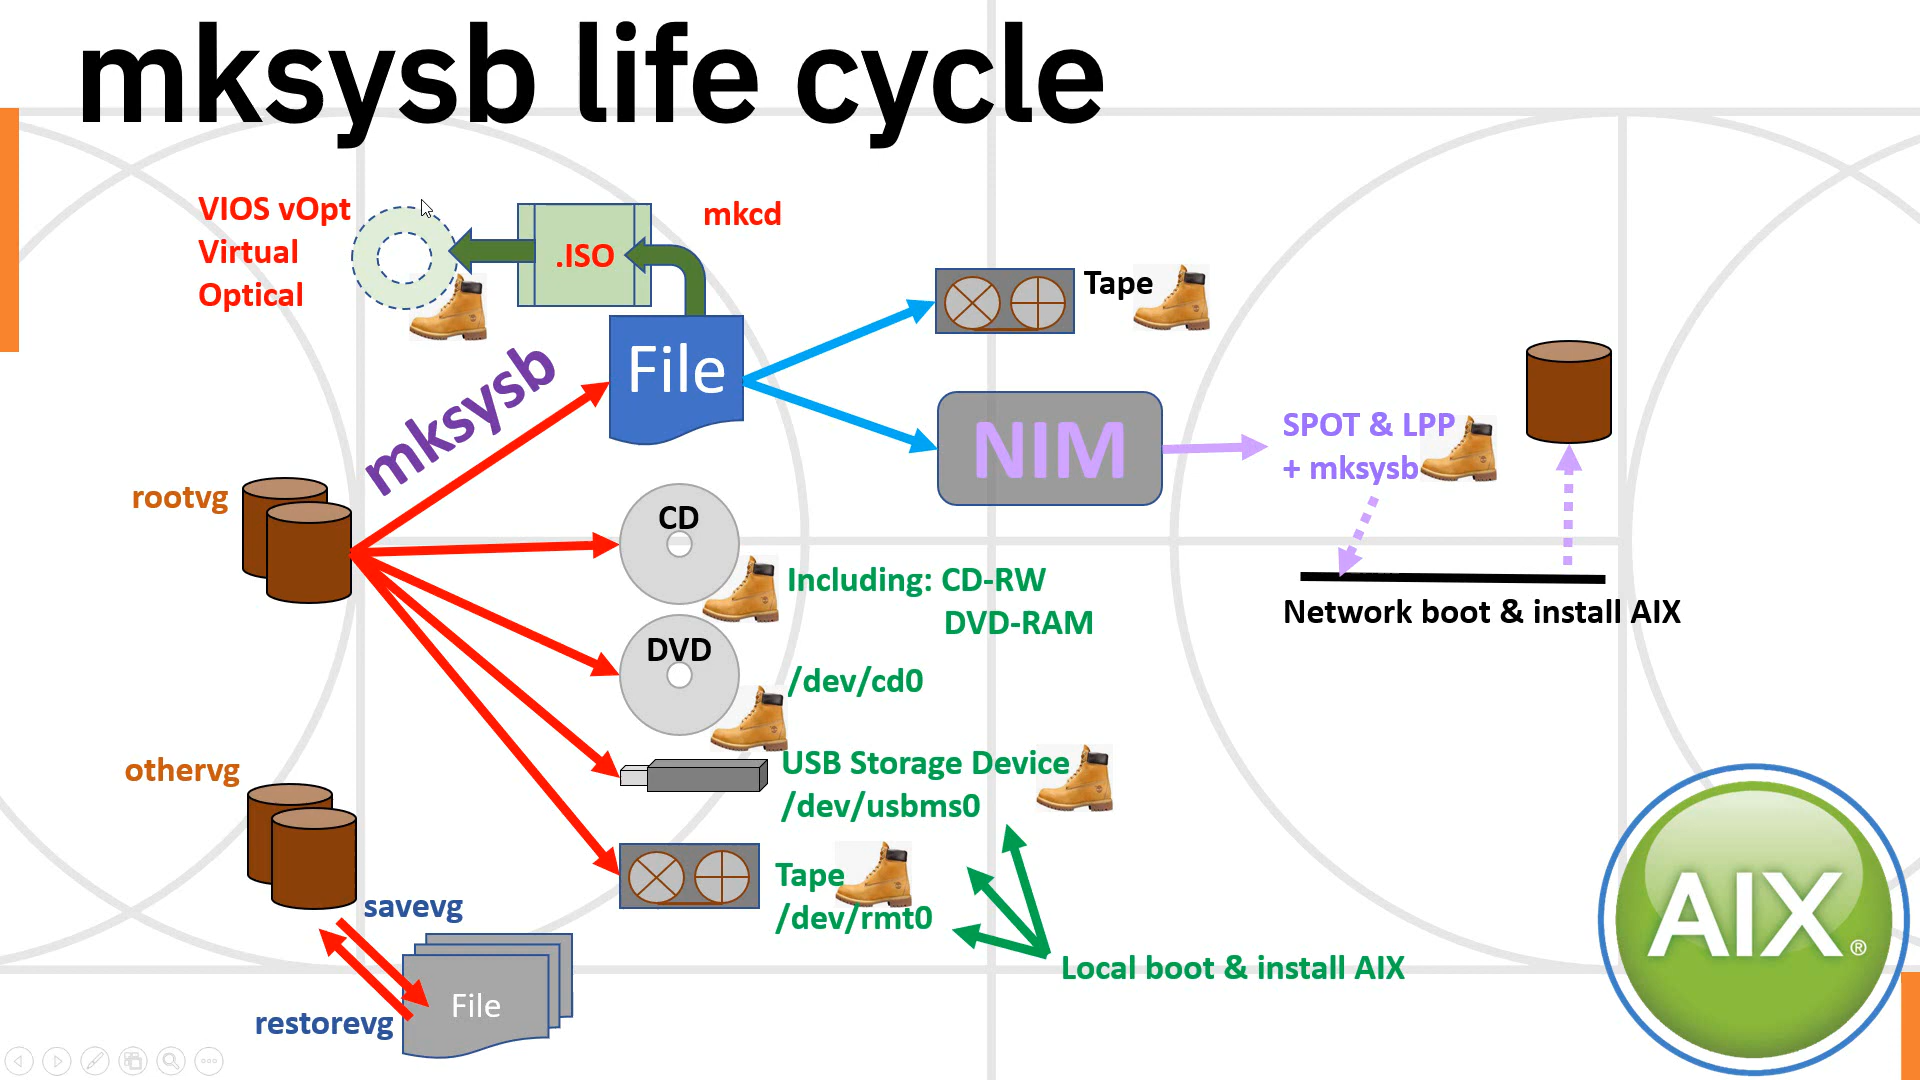 mksysb life cycle
VIOS vOpt
Virtual
Optical
.ISO
mkcd
File
mksysb
Tape
NIM
SPOT & LPP
+ mksysb
rootvg
CD
Including: CD-RW
DVD-RAM
Network boot & install AIX
DVD
/dev/cd0
USB Storage Device
/dev/usbms0
othervg
Tape
/dev/rmt0
savevg
Local boot & install AIX
File
restorevg
AIX®